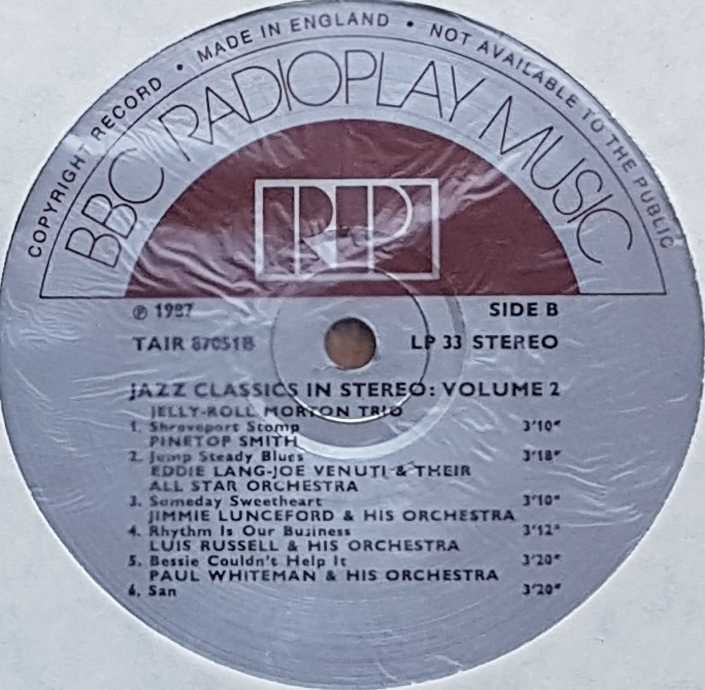 COPYRIGHT RECORD • MADE IN ENGLAND • NOT AVAILABLE TO THE PUBLIC
BBC RADIOPLAY MUSIC
RPM
℗ 1987
SIDE B
TAIR 87051B
LP 33 STEREO
JAZZ CLASSICS IN STEREO: VOLUME 2
JELLY-ROLL MORTON TRIO
1. Shreveport Stomp 3'10"
PINETOP SMITH
2. Jump Steady Blues 3'18"
EDDIE LANG-JOE VENUTI & THEIR
ALL STAR ORCHESTRA
3. Someday Sweetheart 3'10"
JIMMIE LUNCEFORD & HIS ORCHESTRA
4. Rhythm Is Our Business 3'12"
LUIS RUSSELL & HIS ORCHESTRA
5. Bessie Couldn't Help It 3'20"
PAUL WHITEMAN & HIS ORCHESTRA
6. San 3'20"